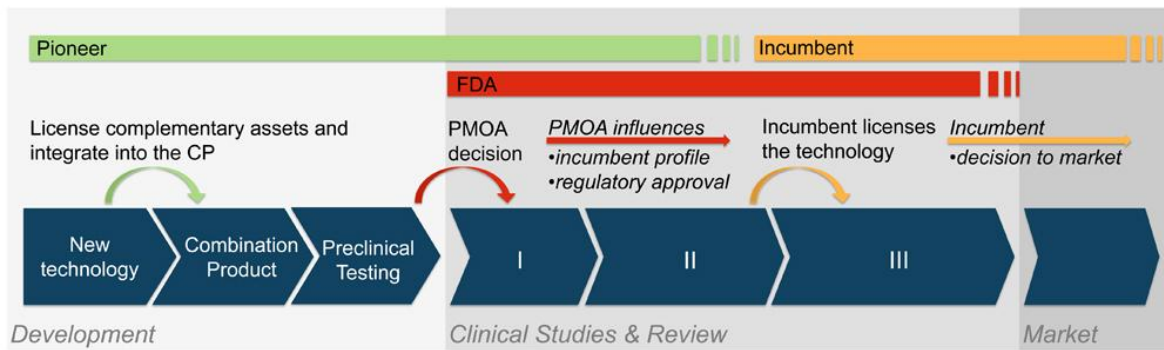 Pioneer
Incumbent
FDA
License complementary assets and
integrate into the CP
PMOA
decision
PMOA influences
•incumbent profile
•regulatory approval
Incumbent licenses
the technology
Incumbent
•decision to market
New
technology
Combination
Product
Preclinical
Testing
I
II
III
Development
Clinical Studies & Review
Market